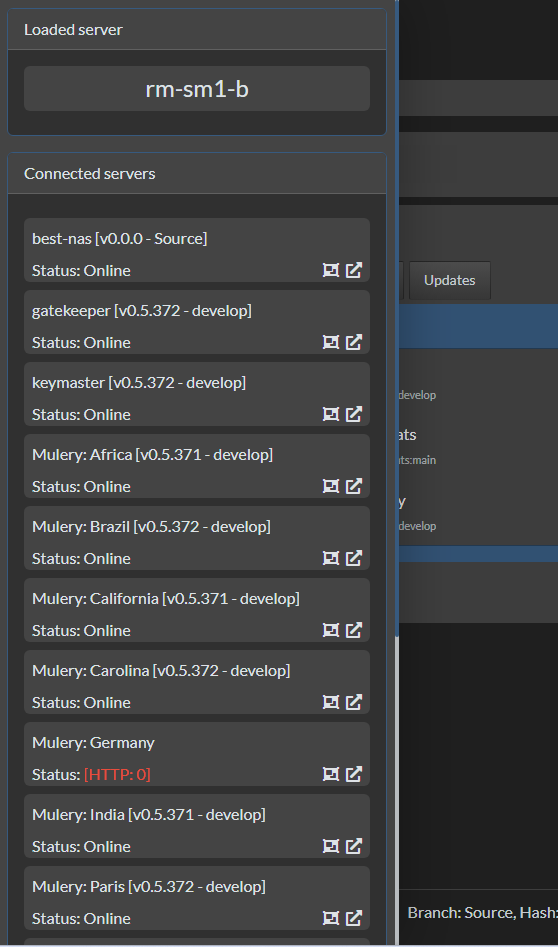 Loaded server
rm-sm1-b
Connected servers
best-nas [v0.0.0 - Source]
Status: Online
gatekeeper [v0.5.372 - develop]
Status: Online
keymaster [v0.5.372 - develop]
Status: Online
Mulery: Africa [v0.5.371 - develop]
Status: Online
Mulery: Brazil [v0.5.372 - develop]
Status: Online
Mulery: California [v0.5.371 - develop]
Status: Online
Mulery: Carolina [v0.5.372 - develop]
Status: Online
Mulery: Germany
Status: [HTTP: 0]
Mulery: India [v0.5.371 - develop]
Status: Online
Mulery: Paris [v0.5.372 - develop]
Status: Online
Updates
develop
ats
ats:main
y
develop
Branch: Source, Hash: